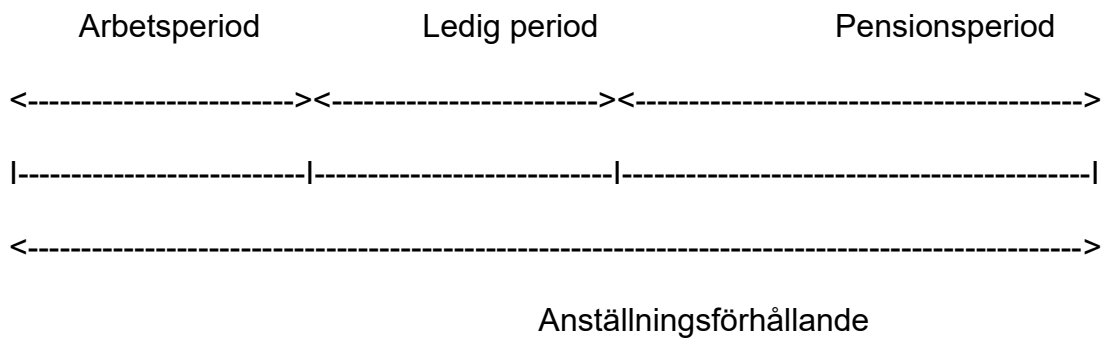 Arbetsperiod Ledig period Pensionsperiod
<-------------------------><-------------------------><------------------------------------------>
|---------------------------|----------------------------|--------------------------------------------|
<---------------------------------------------------------------------------------------------------->
Anställningsförhållande